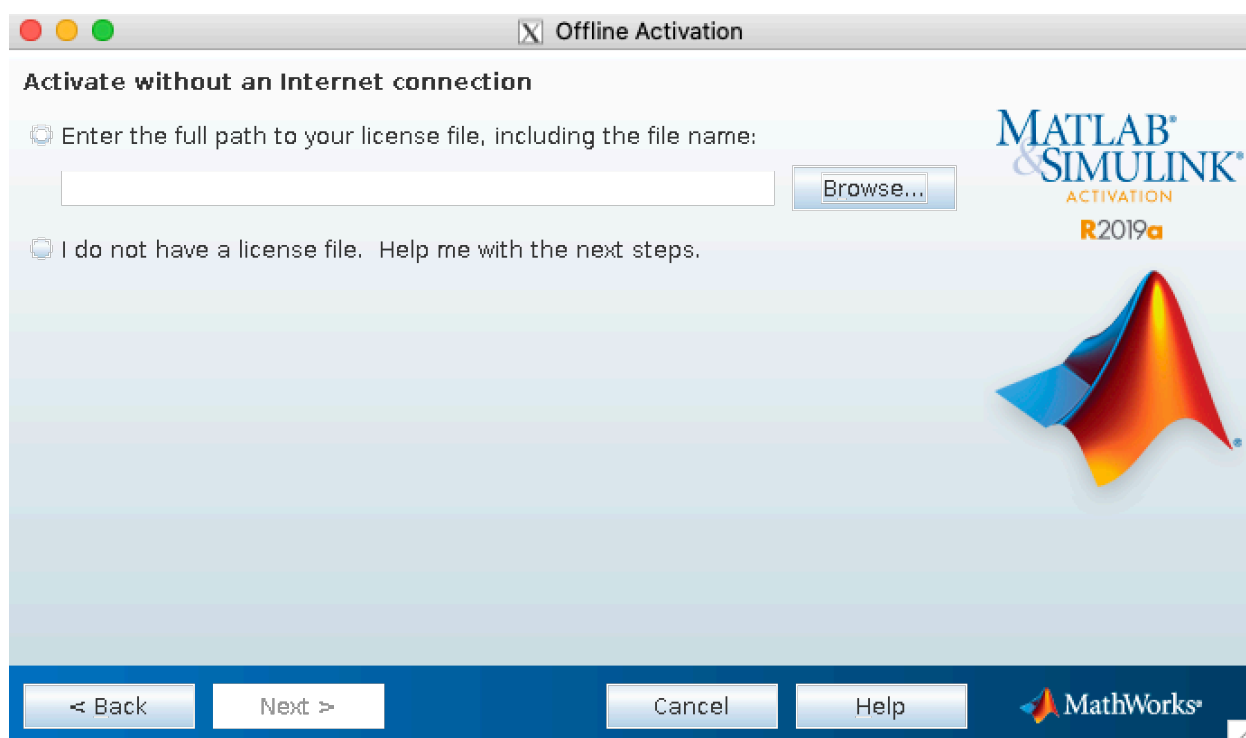 Offline Activation
Activate without an Internet connection
Enter the full path to your license file, including the file name:
Browse...
I do not have a license file.  Help me with the next steps.
MATLAB®
&SIMULINK®
ACTIVATION
R2019a
®
< Back
Next >
Cancel
Help
MathWorks®